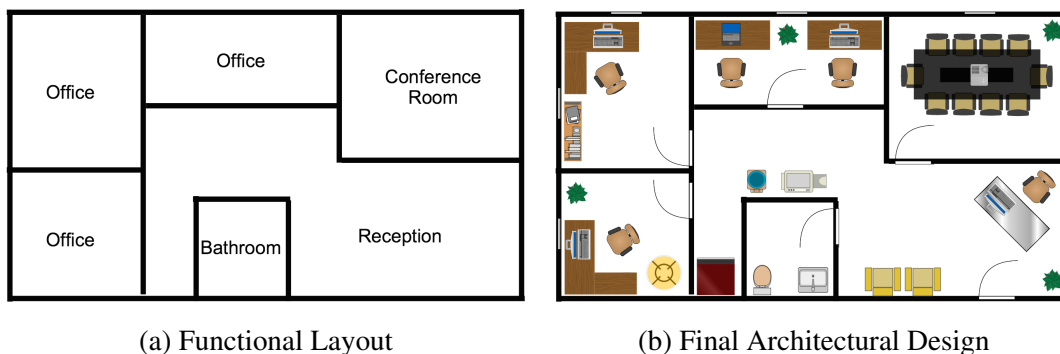 Office
Office
Conference
Room
Office
Bathroom
Reception
(a) Functional Layout
(b) Final Architectural Design